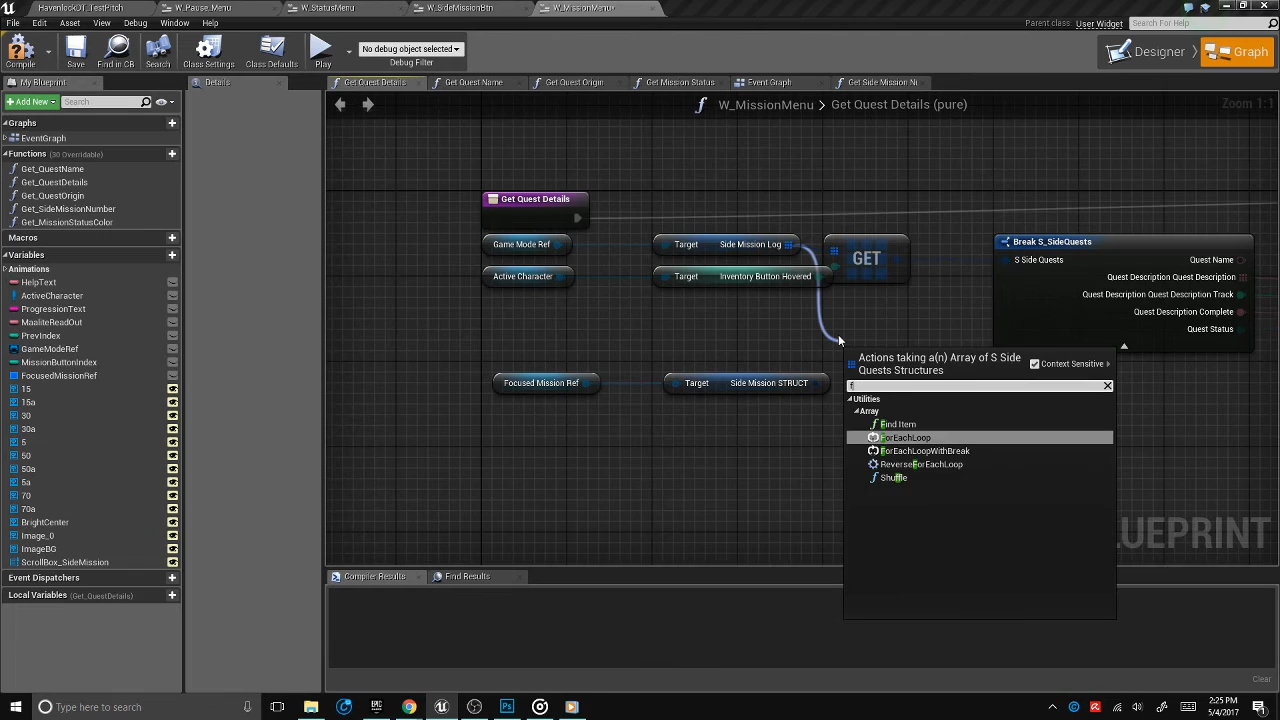 HavenlockOT_TestPitch
W_Pause_Menu
W_StatusMenu
W_SideMissionBtn
W_MissionMenu
File Edit Asset View Debug Window Help
Parent class: User Widget
Search For Help
Compile Save Find in CB Search Class Settings Class Defaults Play
No debug object selected
Debug Filter
Designer
Graph
My Blueprint
Details
Get Quest Details
Get Quest Name
Get Quest Origin
Get Mission Status
Event Graph
Get Side Mission Nu
+Add New
Search
W_MissionMenu > Get Quest Details (pure)
Zoom 1:1
Graphs
EventGraph
Functions (30 Overridable)
Get_QuestName
Get_QuestDetails
Get_QuestOrigin
Get_SideMissionNumber
Get_MissionStatusColor
Macros
Variables
Animations
HelpText
ActiveCharacter
ProgressionText
MaaliteReadOut
PrevIndex
GameModeRef
MissionButtonIndex
FocusedMissionRef
15
15a
30
30a
5
50
50a
5a
70
70a
BrightCenter
Image_0
ImageBG
ScrollBox_SideMission
Event Dispatchers
Local Variables (Get_QuestDetails)
Get Quest Details
Game Mode Ref
Target Side Mission Log
GET
Active Character
Target Inventory Button Hovered
Focused Mission Ref
Target Side Mission STRUCT
Break S_SideQuests
S Side Quests Quest Name
Quest Description Quest Description
Quest Description Quest Description Track
Quest Description Complete
Quest Status
Actions taking a(n) Array of S Side
Quests Structures
Context Sensitive
f
Utilities
Array
Find Item
ForEachLoop
ForEachLoopWithBreak
ReverseForEachLoop
Shuffle
LUEPRINT
Compiler Results
Find Results
Clear
Type here to search
2:25 PM
5/4/2017